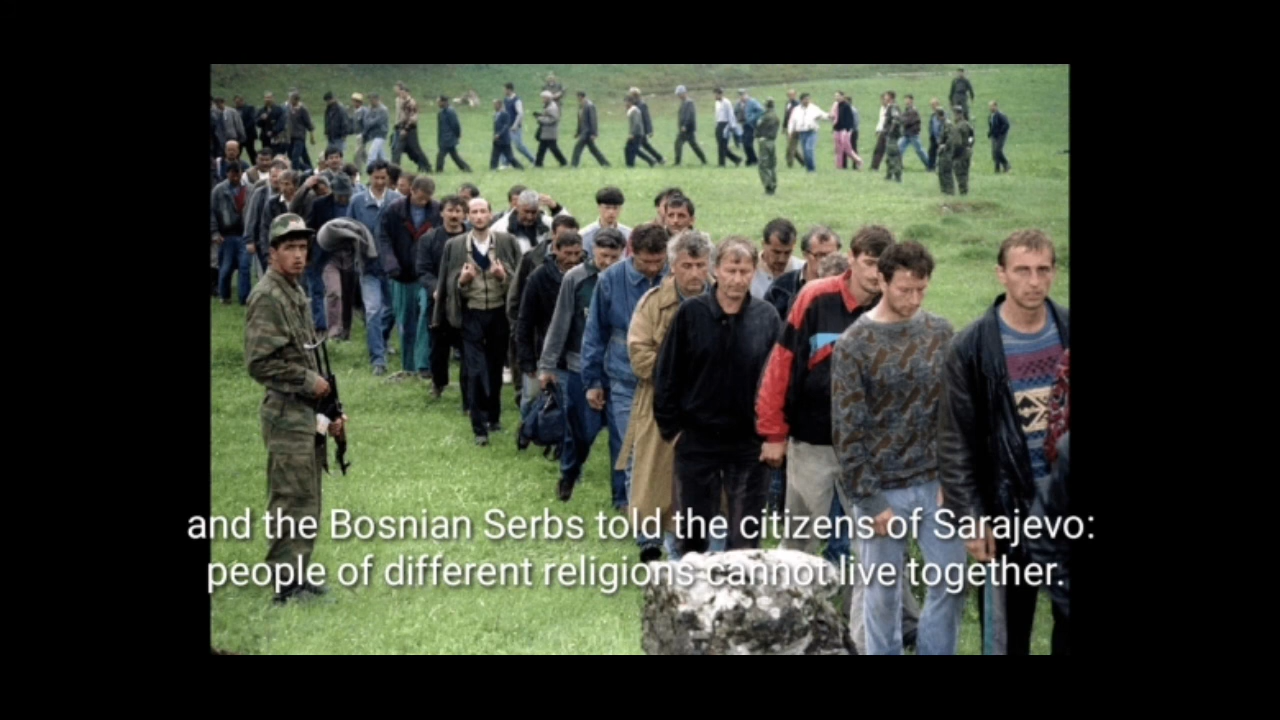 and the Bosnian Serbs told the citizens of Sarajevo:
people of different religions cannot live together.